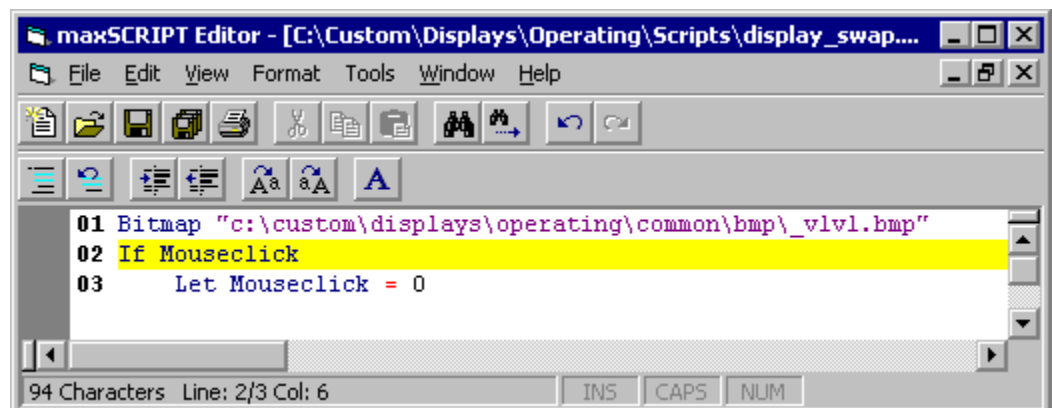 maxSCRIPT Editor - [C:\Custom\Displays\Operating\Scripts\display_swap....
File Edit View Format Tools Window Help
01 Bitmap "c:\custom\displays\operating\common\bmp\_vlvl.bmp"
02 If Mouseclick
03 Let Mouseclick = 0
94 Characters Line: 2/3 Col: 6 INS CAPS NUM